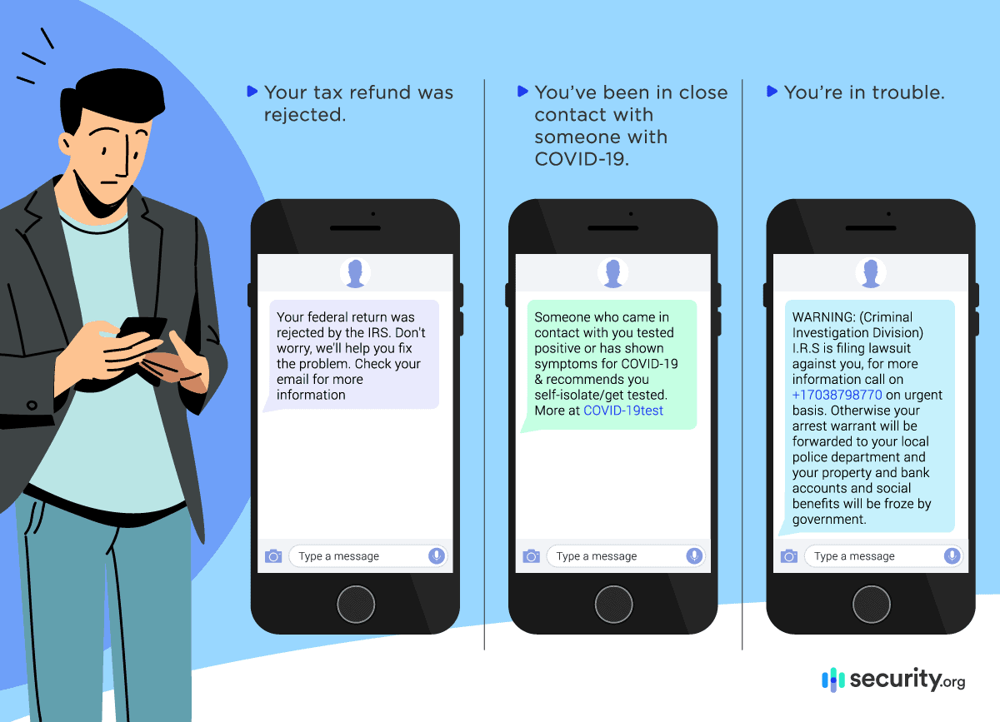 Your tax refund was
rejected.
Your federal return was
rejected by the IRS. Don't
worry, we'll help you fix
the problem. Check your
email for more
information
Type a message
You've been in close
contact with
someone with
COVID-19.
Someone who came in
contact with you tested
positive or has shown
symptoms for COVID-19
& recommends you
self-isolate/get tested.
More at COVID-19test
Type a message
You're in trouble.
WARNING: (Criminal
Investigation Division)
I.R.S is filing lawsuit
against you, for more
information call on
+17038798770 on urgent
basis. Otherwise your
arrest warrant will be
forwarded to your local
police department and
your property and bank
accounts and social
benefits will be froze by
government.
Type a message
security.org